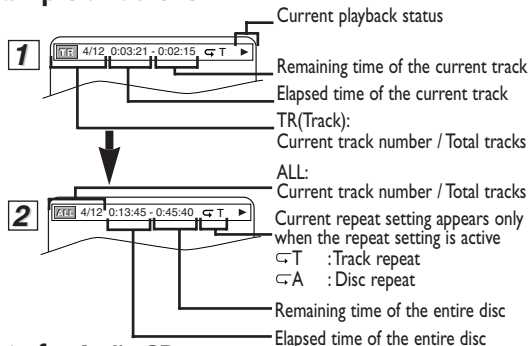 Current playback status
1
TR 4/12 0:03:21 - 0:02:15 T
Remaining time of the current track
Elapsed time of the current track
TR(Track):
Current track number / Total tracks
ALL:
Current track number / Total tracks
2
ALL 4/12 0:13:45 - 0:45:40 T
Current repeat setting appears only
when the repeat setting is active
T : Track repeat
A : Disc repeat
Remaining time of the entire disc
Elapsed time of the entire disc